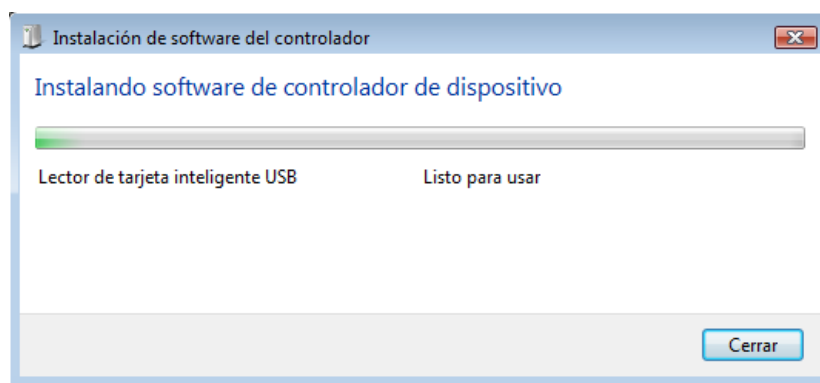 Instalación de software del controlador
Instalando software de controlador de dispositivo
Lector de tarjeta inteligente USB Listo para usar
Cerrar